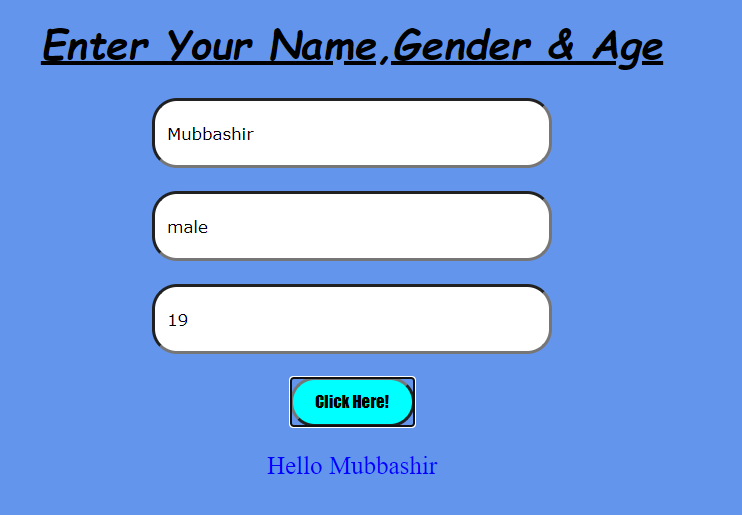 Enter Your Name,Gender & Age
Mubbashir
male
19
Click Here!
Hello Mubbashir